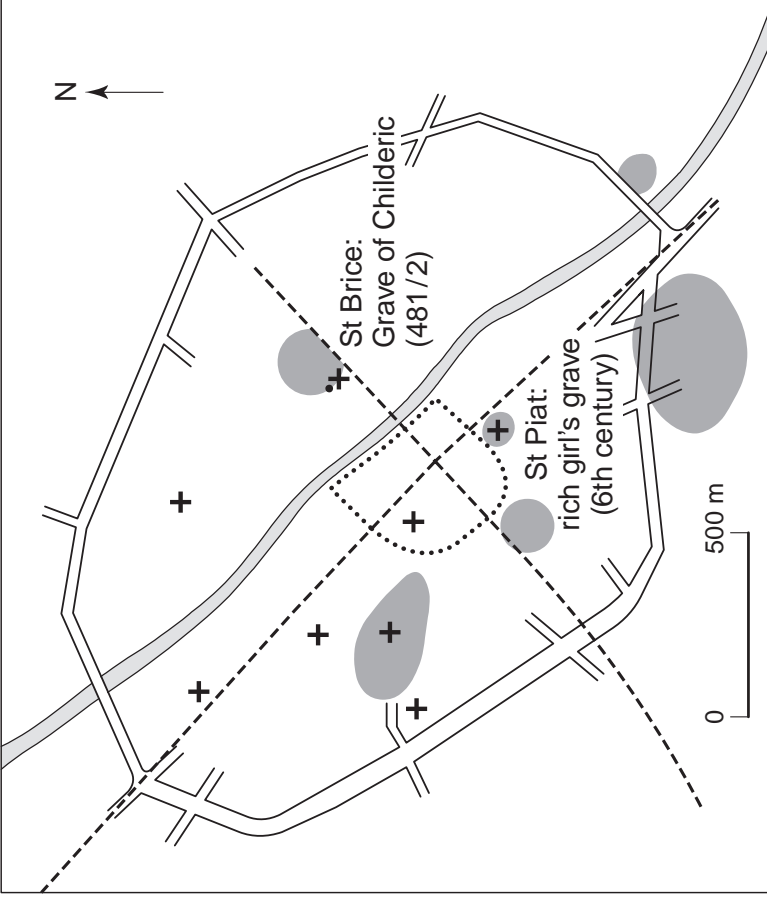 N
St Brice:
Grave of Childeric
(481/2)
St Piat:
rich girl's grave
(6th century)
0
500 m